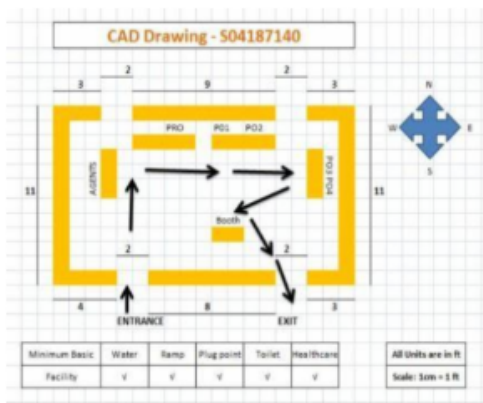 CAD Drawing - S04187140
2 2
3 9 3
N
PRO PO1 PO2
W E
AGENTS
PO3 PO4
S
11 11
Booth
2 2
4 8 3
ENTRANCE EXIT
Minimum Basic Water Ramp Plug point Toilet Healthcare
Facility √ √ √ √ √
All Units are in ft
Scale: 1cm = 1 ft